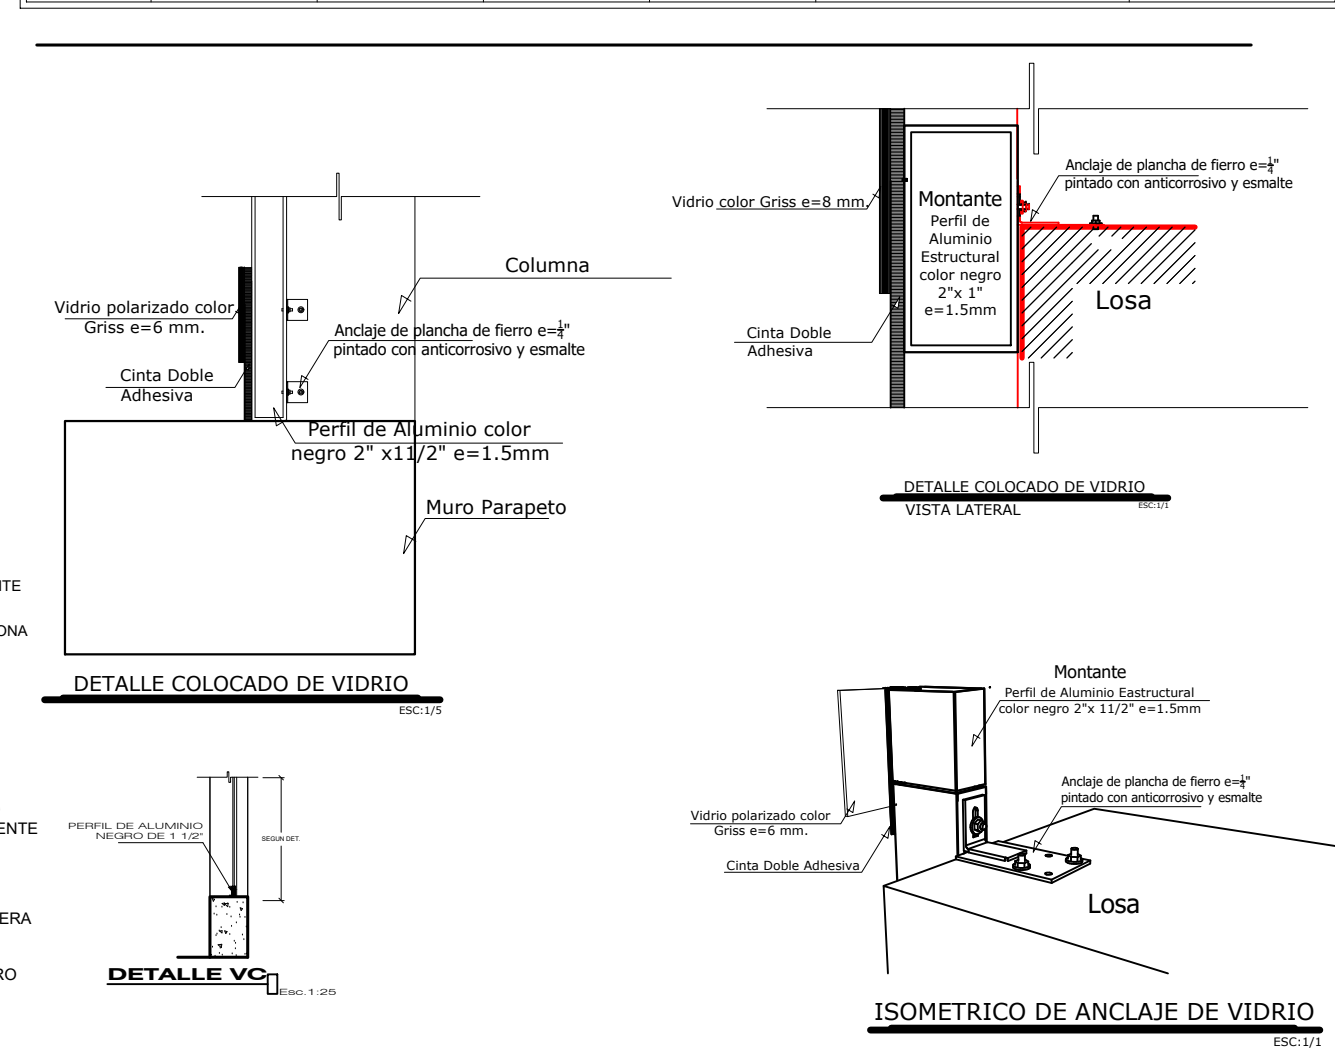 Vidrio polarizado color
Griss e=6 mm.
Cinta Doble
Adhesiva
Columna
Anclaje de plancha de fierro e=1/4"
pintado con anticorrosivo y esmalte
Perfil de Aluminio color
negro 2" x11/2" e=1.5mm
Muro Parapeto
DETALLE COLOCADO DE VIDRIO
ESC:1/5
Vidrio color Griss e=8 mm.
Montante
Perfil de
Aluminio
Estructural
color negro
2"x 1"
e=1.5mm
Anclaje de plancha de fierro e=1/4"
pintado con anticorrosivo y esmalte
Losa
Cinta Doble
Adhesiva
DETALLE COLOCADO DE VIDRIO
ESC:1/1
VISTA LATERAL
NTE
ONA
ENTE
ERA
RO
PERFIL DE ALUMINIO
NEGRO DE 1 1/2"
SEGUN DET.
DETALLE VC
Esc.1:25
Montante
Perfil de Aluminio Eastructural
color negro 2"x 11/2" e=1.5mm
Anclaje de plancha de fierro e=1/4"
pintado con anticorrosivo y esmalte
Vidrio polarizado color
Griss e=6 mm.
Cinta Doble Adhesiva
Losa
ISOMETRICO DE ANCLAJE DE VIDRIO
ESC:1/1